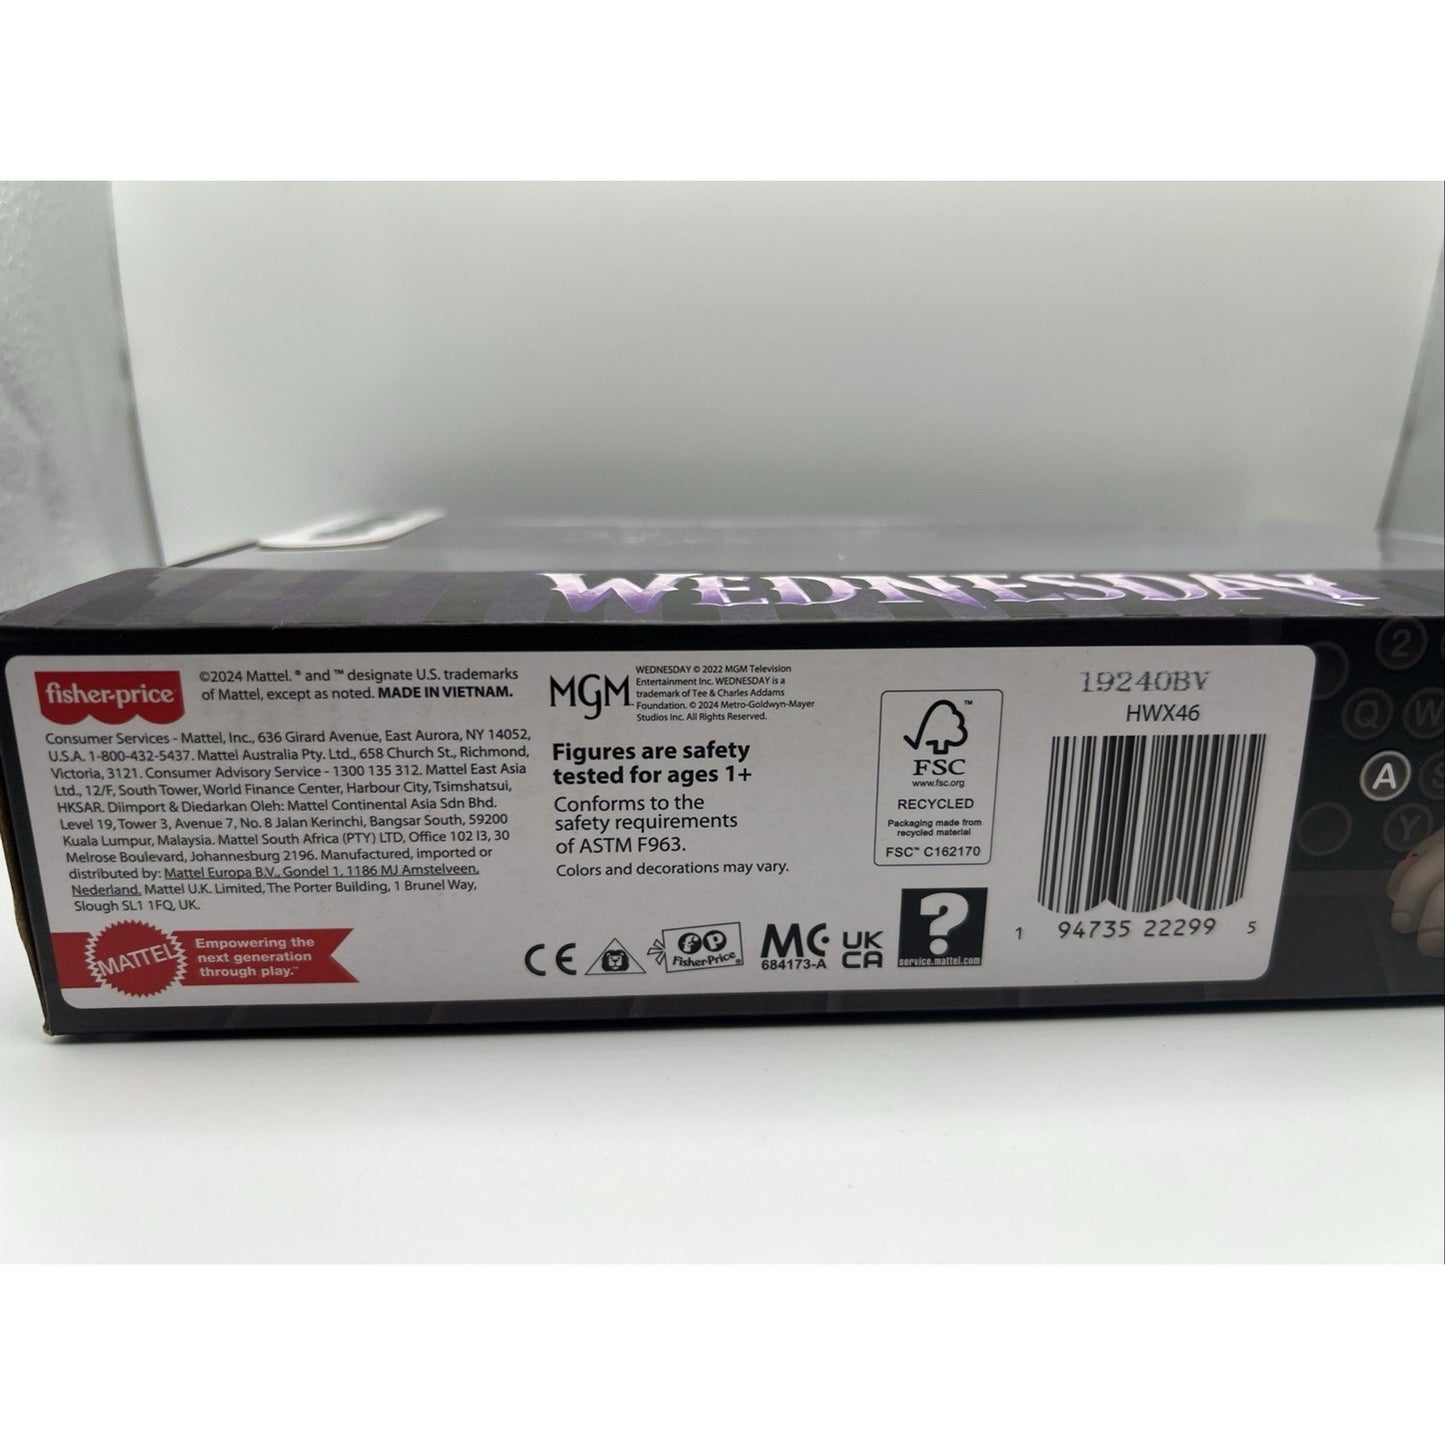 WEDNESDAY
fisher-price
©2024 Mattel. ® and ™ designate U.S. trademarks
of Mattel, except as noted. MADE IN VIETNAM.
Consumer Services - Mattel, Inc., 636 Girard Avenue, East Aurora, NY 14052,
U.S.A. 1-800-432-5437. Mattel Australia Pty. Ltd., 658 Church St., Richmond,
Victoria, 3121. Consumer Advisory Service - 1300 135 312. Mattel East Asia
Ltd., 12/F, South Tower, World Finance Center, Harbour City, Tsimshatsui,
HKSAR. Diimport & Diedarkan Oleh: Mattel Continental Asia Sdn Bhd.
Level 19, Tower 3, Avenue 7, No. 8 Jalan Kerinchi, Bangsar South, 59200
Kuala Lumpur, Malaysia. Mattel South Africa (PTY) LTD, Office 102 I3, 30
Melrose Boulevard, Johannesburg 2196. Manufactured, imported or
distributed by: Mattel Europa B.V., Gondel 1, 1186 MJ Amstelveen,
Nederland. Mattel U.K. Limited, The Porter Building, 1 Brunel Way,
Slough SL1 1FQ, UK.
MATTEL
Empowering the
next generation
through play.™
MGM
WEDNESDAY © 2022 MGM Television
Entertainment Inc. WEDNESDAY is a
trademark of Tee & Charles Addams
Foundation. © 2024 Metro-Goldwyn-Mayer
Studios Inc. All Rights Reserved.
Figures are safety
tested for ages 1+
Conforms to the
safety requirements
of ASTM F963.
Colors and decorations may vary.
CE
fP
Fisher-Price®
MC
684173-A
UK
CA
™
FSC
www.fsc.org
RECYCLED
Packaging made from
recycled material
FSC™ C162170
?
service.mattel.com
19240BV
HWX46
1 94735 22299 5
2
Q W
A S
Y